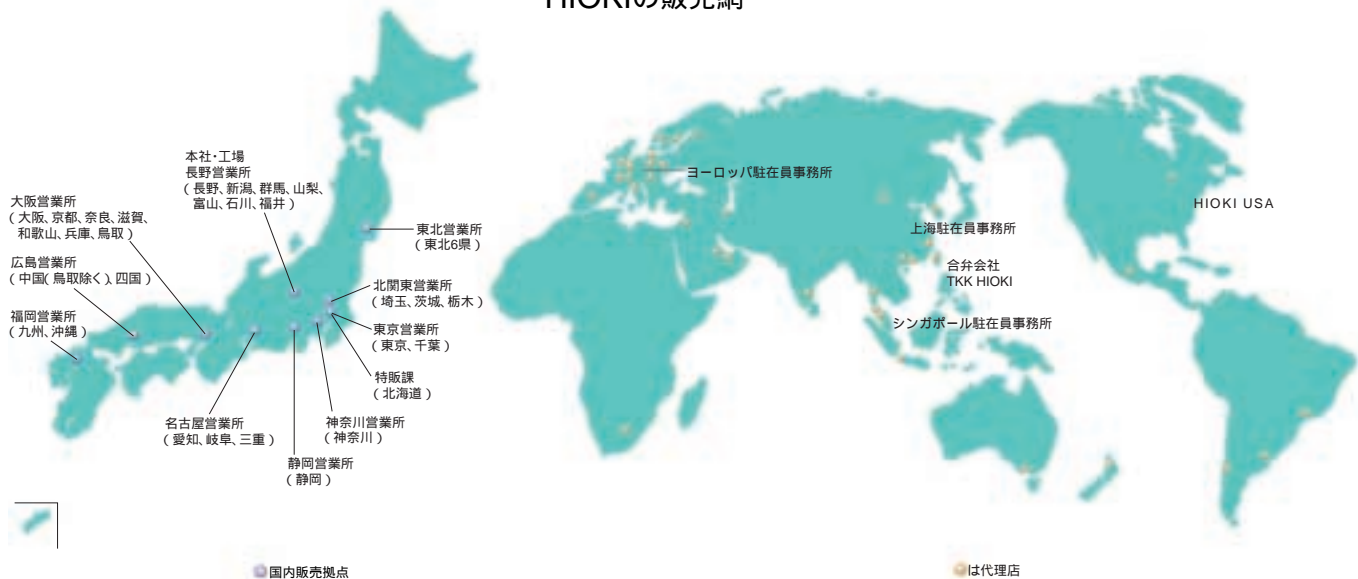 HIOKIの販売網
本社・工場
長野営業所
(長野、新潟、群馬、山梨、
富山、石川、福井)
大阪営業所
(大阪、京都、奈良、滋賀、
和歌山、兵庫、鳥取)
広島営業所
(中国(鳥取除く)、四国)
福岡営業所
(九州、沖縄)
東北営業所
(東北6県)
北関東営業所
(埼玉、茨城、栃木)
東京営業所
(東京、千葉)
特販課
(北海道)
神奈川営業所
(神奈川)
名古屋営業所
(愛知、岐阜、三重)
静岡営業所
(静岡)
国内販売拠点
ヨーロッパ駐在員事務所
上海駐在員事務所
合弁会社
TKK HIOKI
シンガポール駐在員事務所
HIOKI USA
は代理店